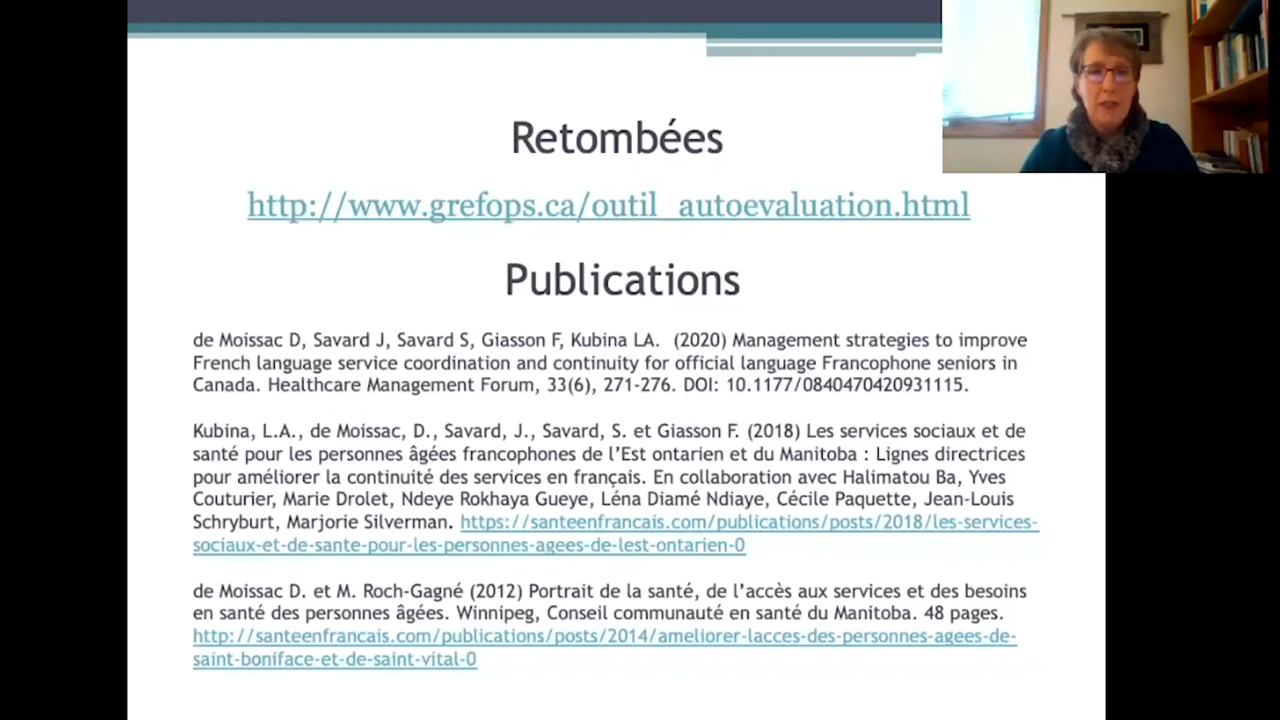 Retombées
http://www.grefops.ca/outil_autoevaluation.html
Publications
de Moissac D, Savard J, Savard S, Giasson F, Kubina LA. (2020) Management strategies to improve
French language service coordination and continuity for official language Francophone seniors in
Canada. Healthcare Management Forum, 33(6), 271-276. DOI: 10.1177/0840470420931115.
Kubina, L.A., de Moissac, D., Savard, J., Savard, S. et Giasson F. (2018) Les services sociaux et de
santé pour les personnes âgées francophones de l'Est ontarien et du Manitoba : Lignes directrices
pour améliorer la continuité des services en français. En collaboration avec Halimatou Ba, Yves
Couturier, Marie Drolet, Ndeye Rokhaya Gueye, Léna Diamé Ndiaye, Cécile Paquette, Jean-Louis
Schryburt, Marjorie Silverman. https://santeenfrancais.com/publications/posts/2018/les-services-
sociaux-et-de-sante-pour-les-personnes-agees-de-lest-ontarien-0
de Moissac D. et M. Roch-Gagné (2012) Portrait de la santé, de l'accès aux services et des besoins
en santé des personnes âgées. Winnipeg, Conseil communauté en santé du Manitoba. 48 pages.
http://santeenfrancais.com/publications/posts/2014/ameliorer-lacces-des-personnes-agees-de-
saint-boniface-et-de-saint-vital-0